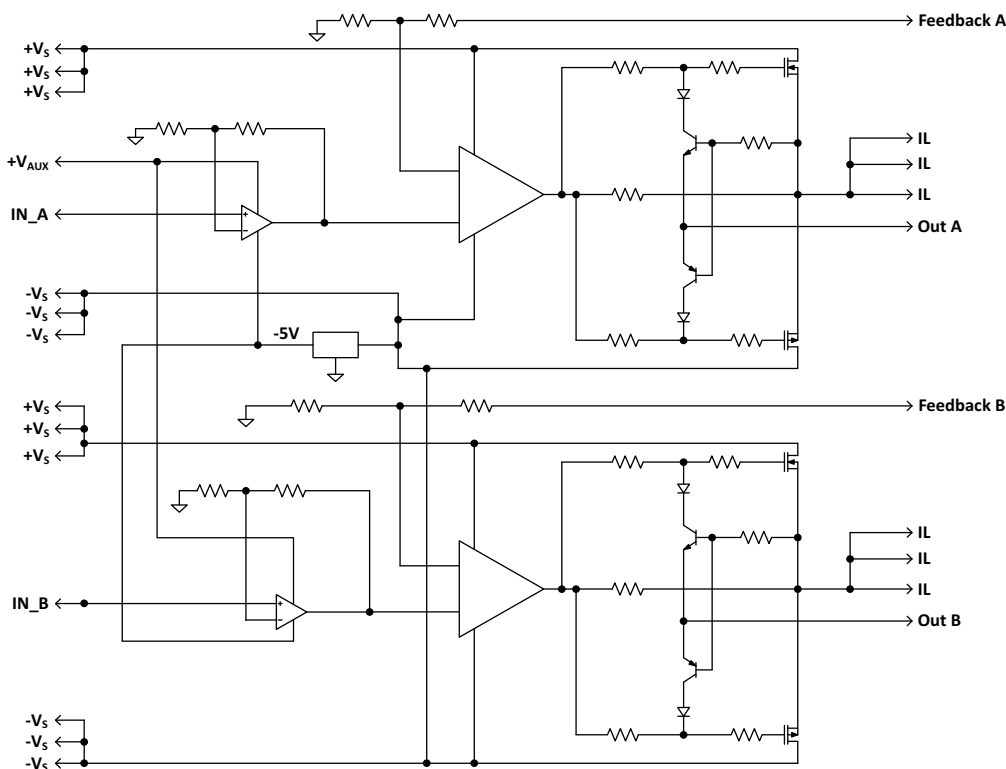 Feedback A
+VS
+VS
+VS
IL
+VAUX
IL
IL
IN_A
+
−
Out A
-VS
-VS
-VS
-5V
+VS
Feedback B
+VS
+VS
IL
IL
IL
IN_B
+
−
Out B
-VS
-VS
-VS